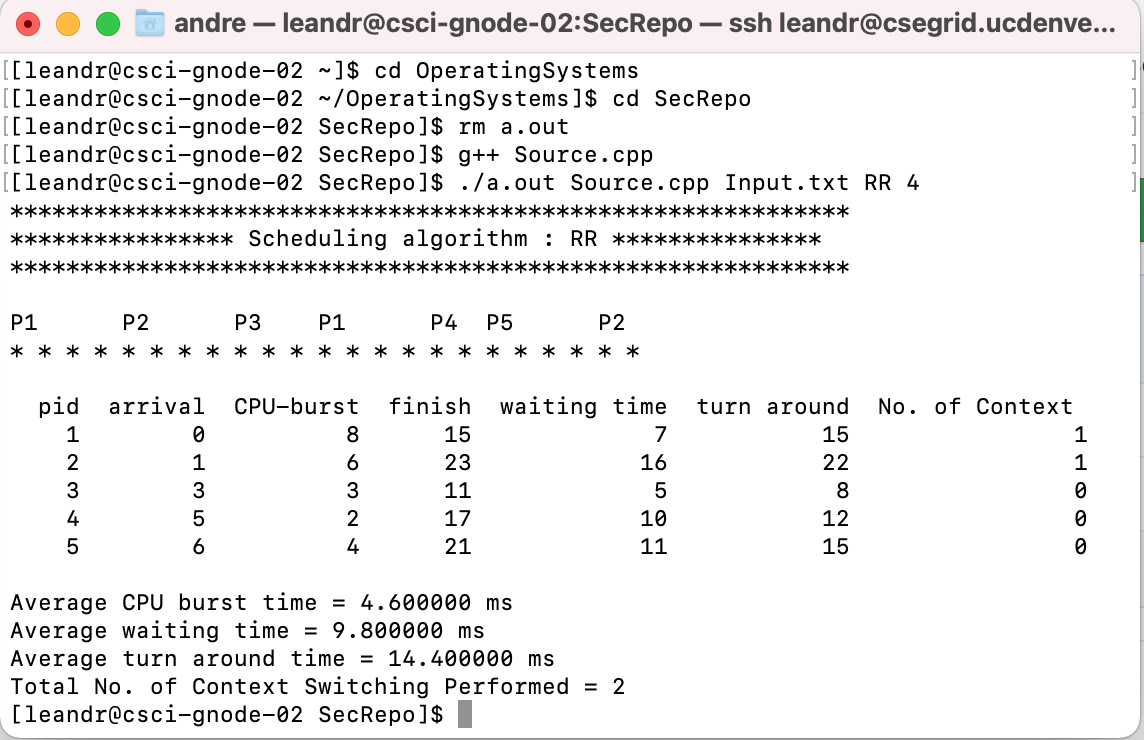 andre — leandr@csci-gnode-02:SecRepo — ssh leandr@csegrid.ucdenve...
[[leandr@csci-gnode-02 ~]$ cd OperatingSystems ]
[[leandr@csci-gnode-02 ~/OperatingSystems]$ cd SecRepo ]
[[leandr@csci-gnode-02 SecRepo]$ rm a.out ]
[[leandr@csci-gnode-02 SecRepo]$ g++ Source.cpp ]
[[leandr@csci-gnode-02 SecRepo]$ ./a.out Source.cpp Input.txt RR 4 ]
************************************************************
**************** Scheduling algorithm : RR ***************
************************************************************
P1      P2      P3    P1      P4  P5      P2
* * * * * * * * * * * * * * * * * * * * * * *
  pid  arrival  CPU-burst  finish  waiting time  turn around  No. of Context
    1        0          8      15             7           15                1
    2        1          6      23            16           22                1
    3        3          3      11             5            8                0
    4        5          2      17            10           12                0
    5        6          4      21            11           15                0
Average CPU burst time = 4.600000 ms
Average waiting time = 9.800000 ms
Average turn around time = 14.400000 ms
Total No. of Context Switching Performed = 2
[leandr@csci-gnode-02 SecRepo]$